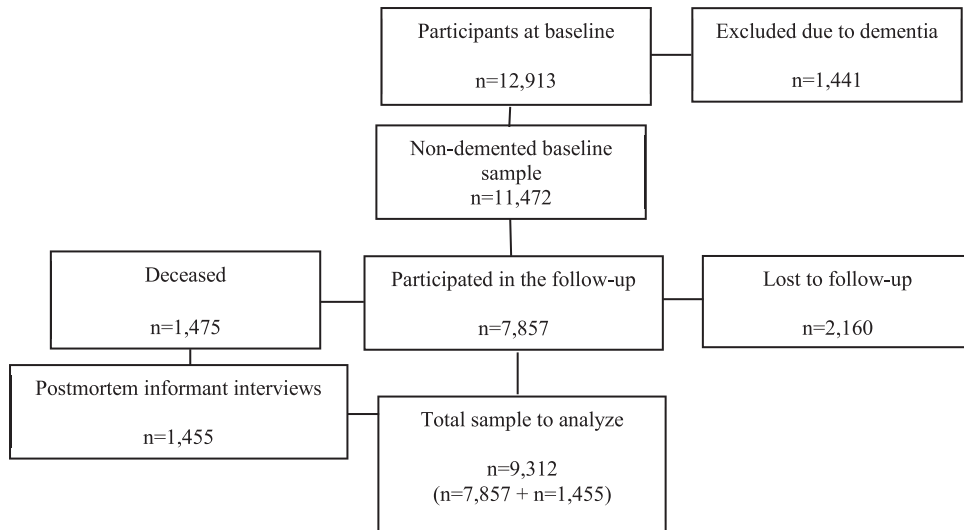 Participants at baseline
n=12,913
Excluded due to dementia
n=1,441
Non-demented baseline
sample
n=11,472
Deceased
n=1,475
Participated in the follow-up
n=7,857
Lost to follow-up
n=2,160
Postmortem informant interviews
n=1,455
Total sample to analyze
n=9,312
(n=7,857 + n=1,455)